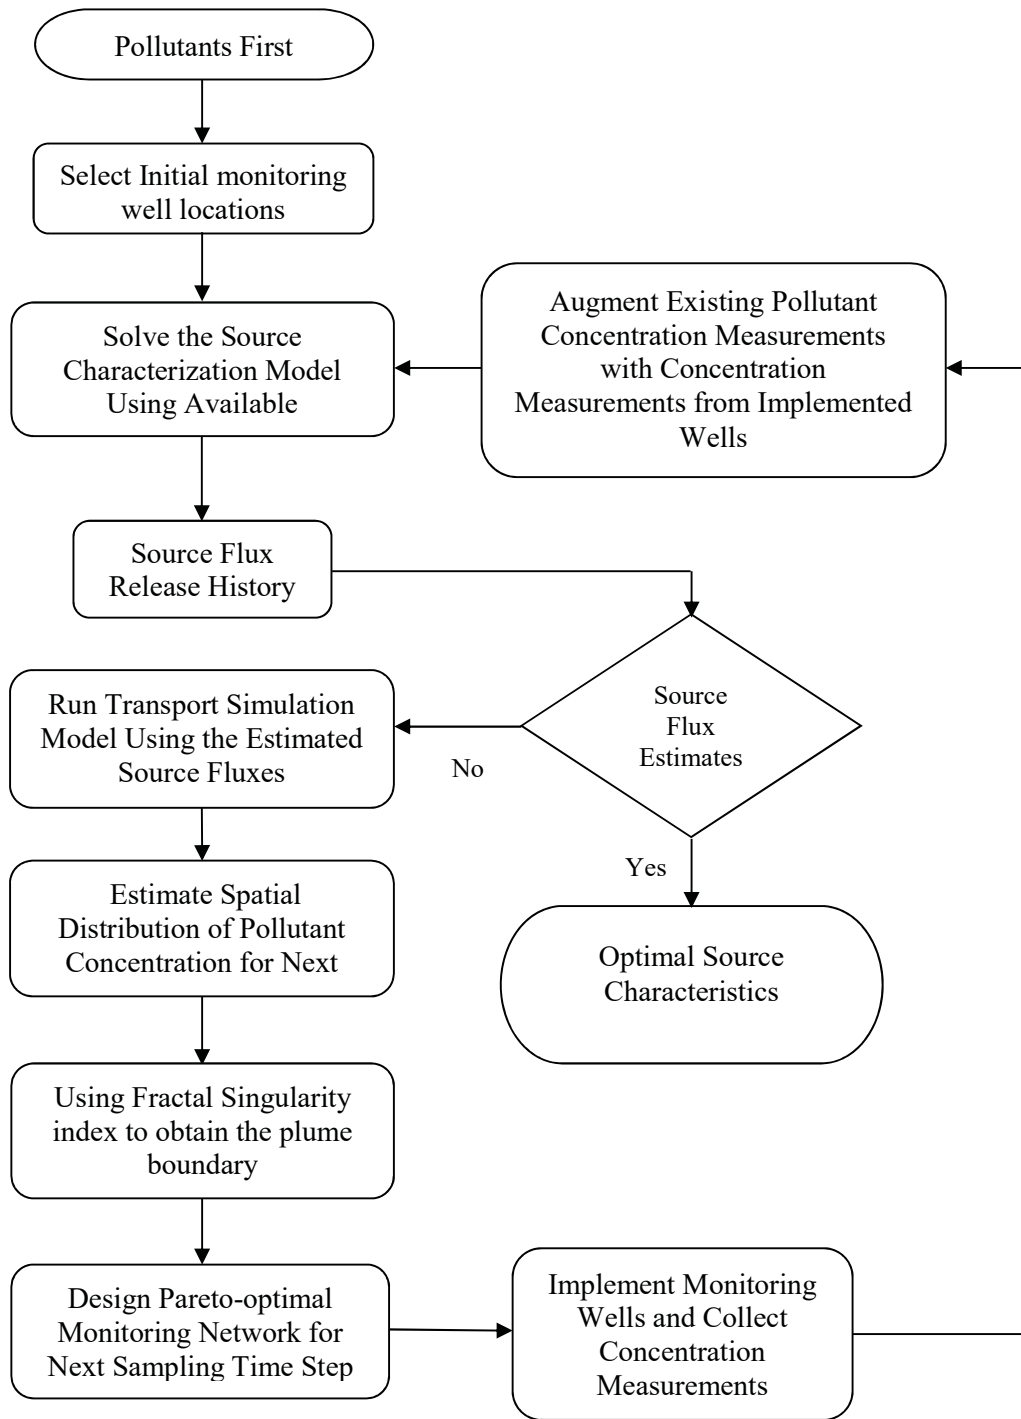 Pollutants First
Select Initial monitoring
well locations
Solve the Source
Characterization Model
Using Available
Augment Existing Pollutant
Concentration Measurements
with Concentration
Measurements from Implemented
Wells
Source Flux
Release History
Source
Flux
Estimates
Run Transport Simulation
Model Using the Estimated
Source Fluxes
No
Yes
Estimate Spatial
Distribution of Pollutant
Concentration for Next
Optimal Source
Characteristics
Using Fractal Singularity
index to obtain the plume
boundary
Design Pareto-optimal
Monitoring Network for
Next Sampling Time Step
Implement Monitoring
Wells and Collect
Concentration
Measurements